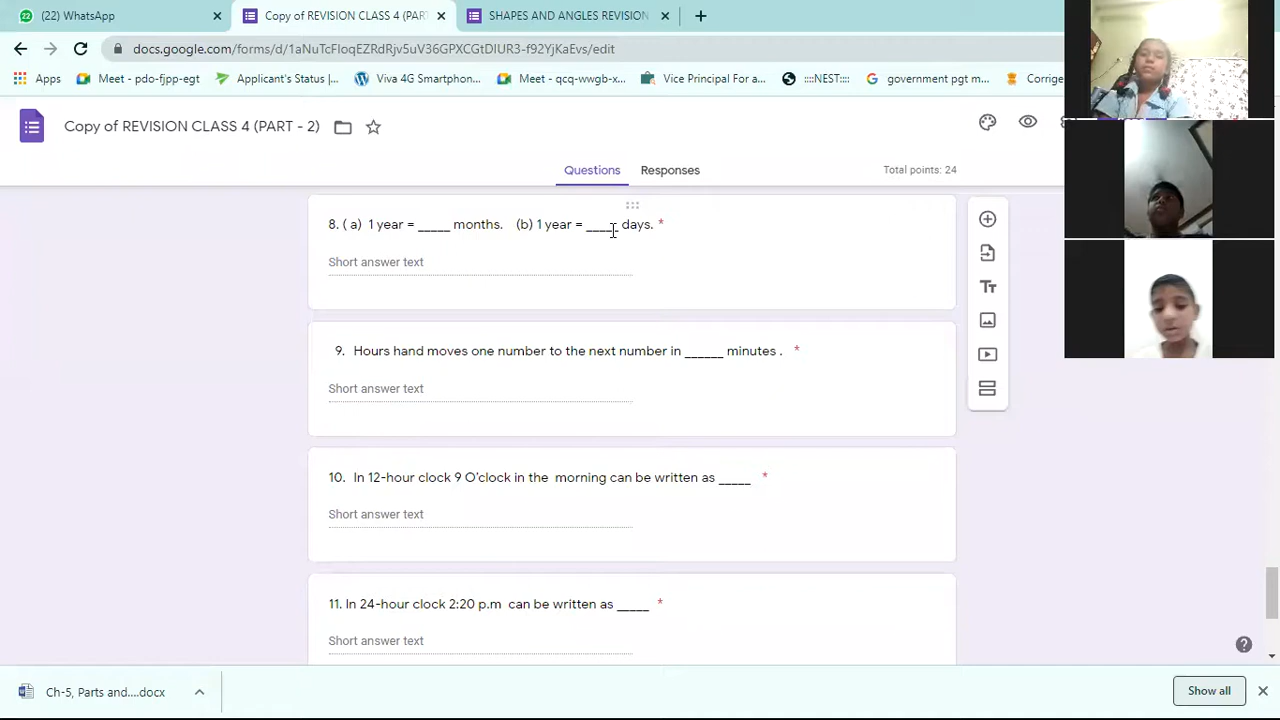 (22) WhatsApp
Copy of REVISION CLASS 4 (PAR
SHAPES AND ANGLES REVISION
docs.google.com/forms/d/1aNuTcFIoqEZRdRjv5uV36GPXCGtDIUR3-f92YjKaEvs/edit
Apps
Meet - pdo-fjpp-egt
Applicants Status |...
Viva 4G Smartphon...
Meet - qcq-wwgb-x...
Vice Principal For a...
::::NEST::::
government pgt m...
Corrige
Copy of REVISION CLASS 4 (PART - 2)
Questions
Responses
Total points: 24
8. ( a) 1 year = _____ months. (b) 1 year = _____ days. *
Short answer text
9. Hours hand moves one number to the next number in ______ minutes . *
Short answer text
10. In 12-hour clock 9 O'clock in the morning can be written as _____ *
Short answer text
11. In 24-hour clock 2:20 p.m can be written as _____ *
Short answer text
Ch-5, Parts and....docx
Show all